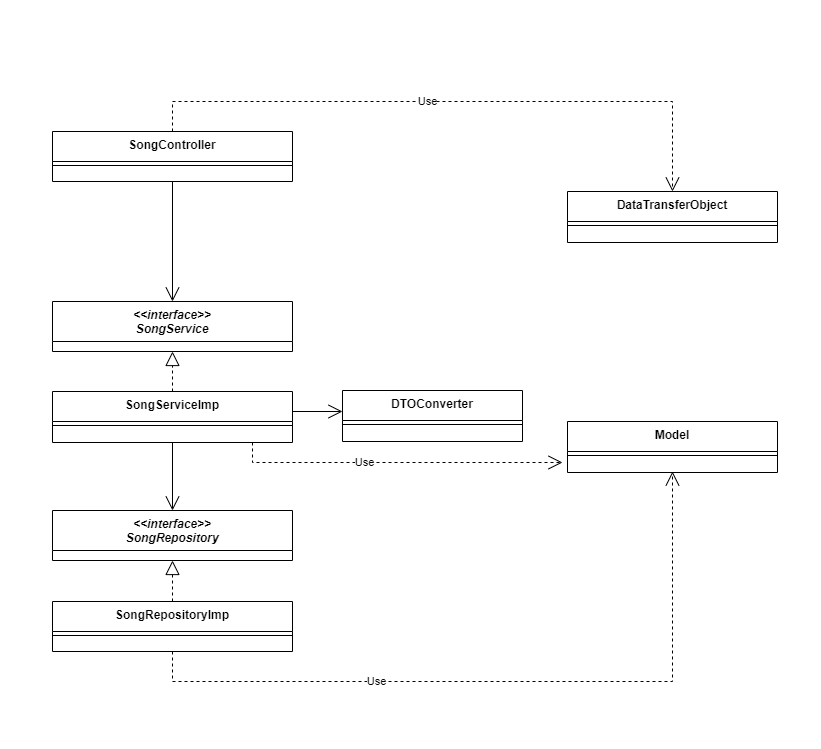 Use
SongController
DataTransferObject
<<interface>>
SongService
SongServiceImp
DTOConverter
Model
Use
<<interface>>
SongRepository
SongRepositoryImp
Use